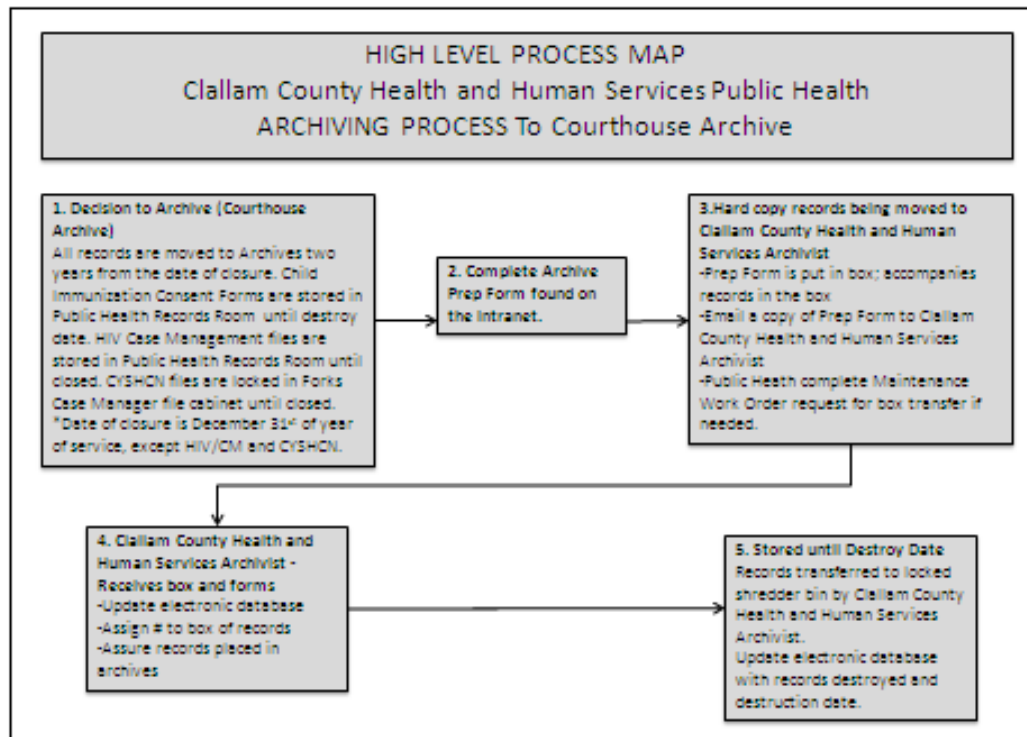 HIGH LEVEL PROCESS MAP
Clallam County Health and Human Services Public Health
ARCHIVING PROCESS To Courthouse Archive
1. Decision to Archive (Courthouse
Archive)
All records are moved to Archives two
years from the date of closure. Child
Immunization Consent Forms are stored in
Public Health Records Room until destroy
date. HIV Case Management files are
stored in Public Health Records Room until
closed. CYSHCN files are locked in Forks
Case Manager file cabinet until closed.
*Date of closure is December 31st of year
of service, except HIV/CM and CYSHCN.
2. Complete Archive
Prep Form found on
the Intranet.
3.Hard copy records being moved to
Clallam County Health and Human
Services Archivist
-Prep Form is put in box; accompanies
records in the box
-Email a copy of Prep Form to Clallam
County Health and Human Services
Archivist
-Public Heath complete Maintenance
Work Order request for box transfer if
needed.
4. Clallam County Health and
Human Services Archivist -
Receives box and forms
-Update electronic database
-Assign # to box of records
-Assure records placed in
archives
5. Stored until Destroy Date
Records transferred to locked
shredder bin by Clallam County
Health and Human Services
Archivist.
Update electronic database
with records destroyed and
destruction date.